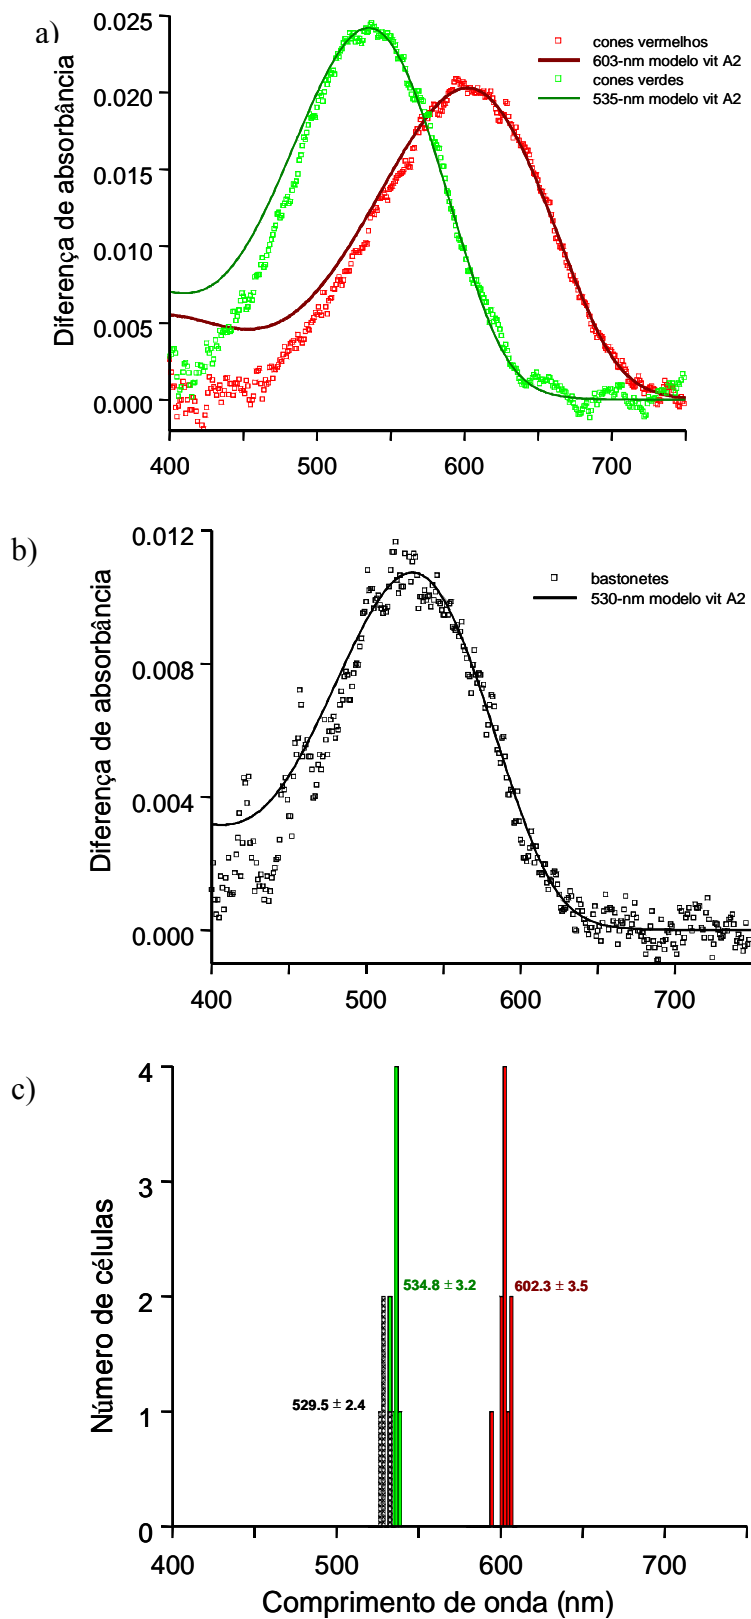 a)
Diferença de absorbância
0.025
0.020
0.015
0.010
0.005
0.000
cones vermelhos
603-nm modelo vit A2
cones verdes
535-nm modelo vit A2
400 500 600 700
b)
Diferença de absorbância
0.012
0.008
0.004
0.000
bastonetes
530-nm modelo vit A2
400 500 600 700
c)
Número de células
4
3
2
1
0
534.8 ± 3.2
602.3 ± 3.5
529.5 ± 2.4
400 500 600 700
Comprimento de onda (nm)